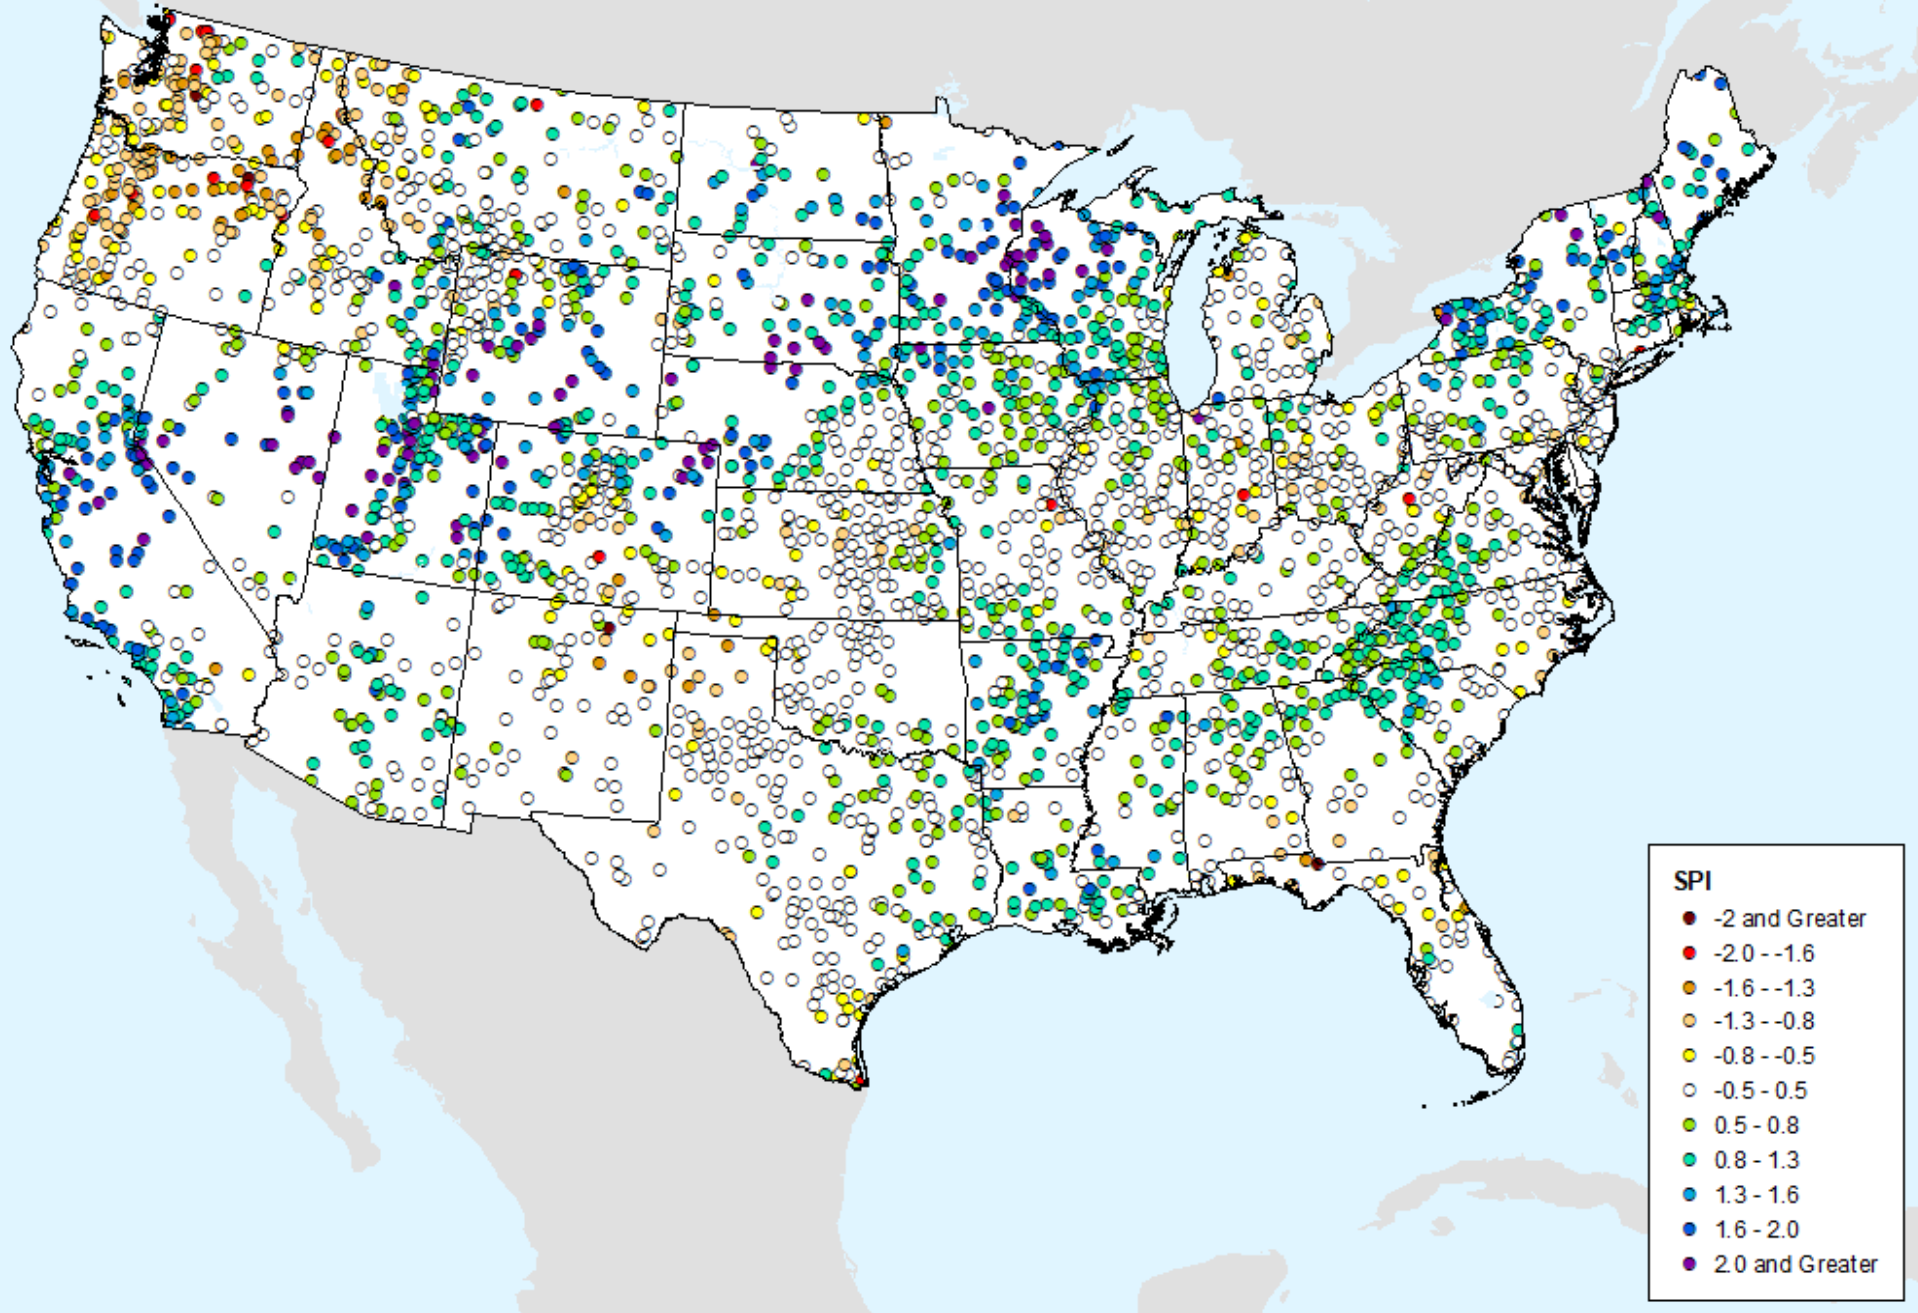 SPI
-2 and Greater
-2.0 - -1.6
-1.6 - -1.3
-1.3 - -0.8
-0.8 - -0.5
-0.5 - 0.5
0.5 - 0.8
0.8 - 1.3
1.3 - 1.6
1.6 - 2.0
2.0 and Greater